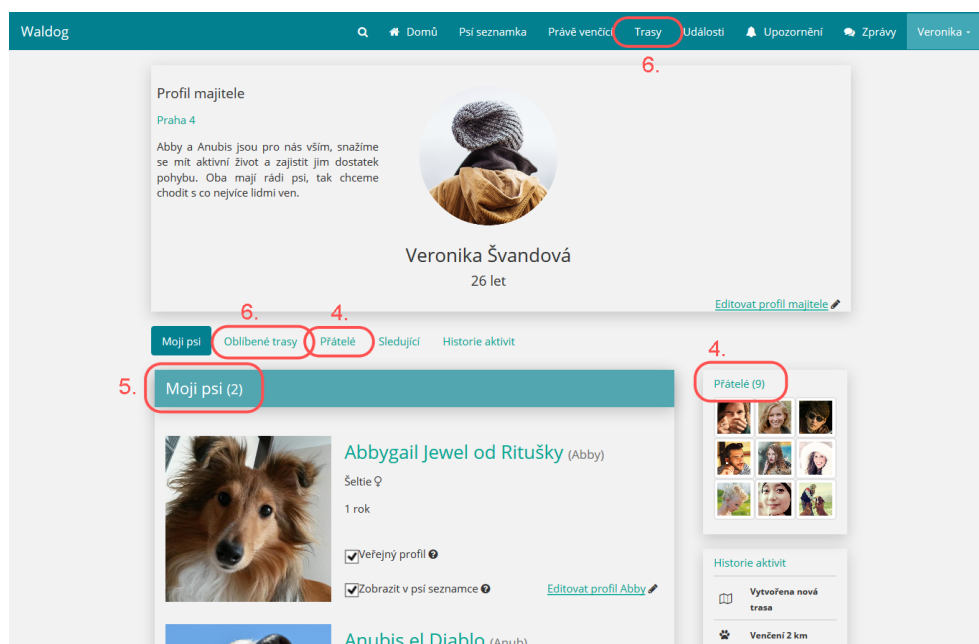 Waldog
Domů Psí seznamka Právě venčící Trasy Události Upozornění Zprávy Veronika
6.
Profil majitele
Praha 4
Abby a Anubis jsou pro nás vším, snažíme
se mít aktivní život a zajistit jim dostatek
pohybu. Oba mají rádi psi, tak chceme
chodit s co nejvíce lidmi ven.
Veronika Švandová
26 let
Editovat profil majitele
6. 4.
Moji psi Oblíbené trasy Přátelé Sledující Historie aktivit
5. Moji psi (2)
Abbygail Jewel od Ritušky (Abby)
Šeltie ♀
1 rok
Veřejný profil
Zobrazit v psí seznamce Editovat profil Abby
Anubis el Diablo (Anub)
4.
Přátelé (9)
Historie aktivit
Vytvořena nová
trasa
Venčení 2 km